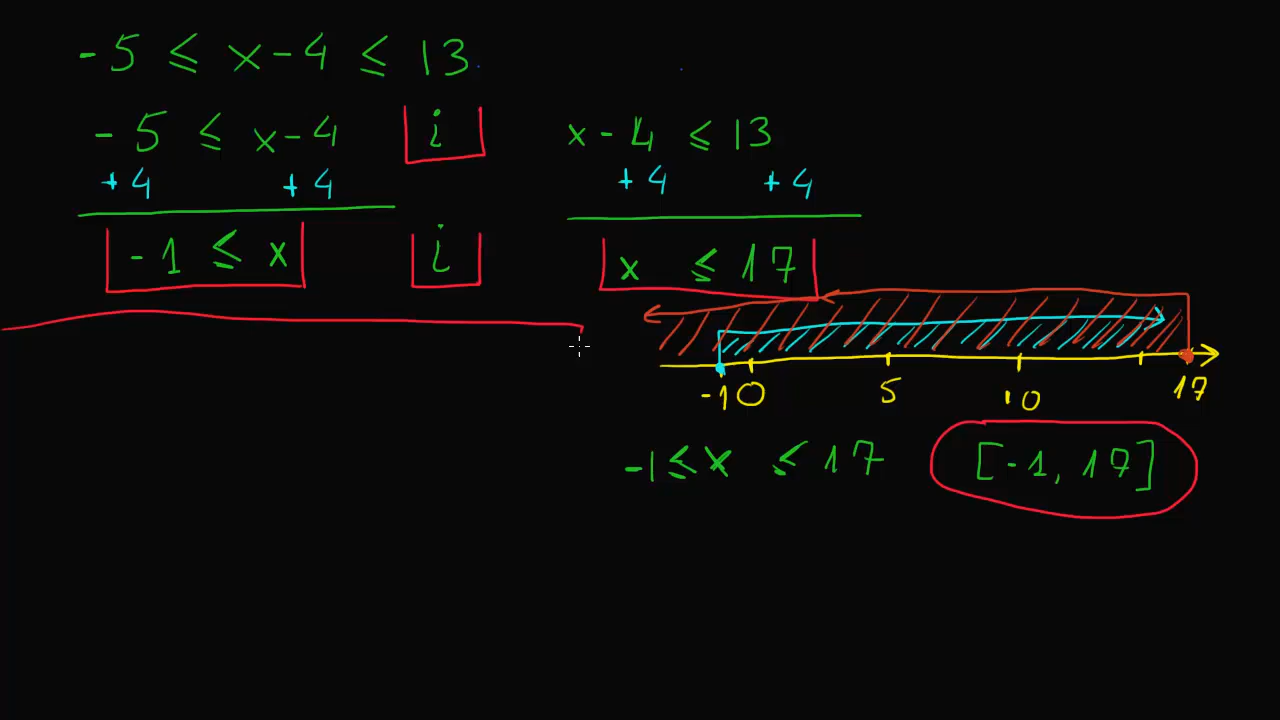 -5 ≤ x-4 ≤ 13
-5 ≤ x-4 i x-4 ≤ 13
+4 +4 +4 +4
-1 ≤ x i x ≤ 17
-1 0 5 10 17
-1 ≤ x ≤ 17 [-1, 17]